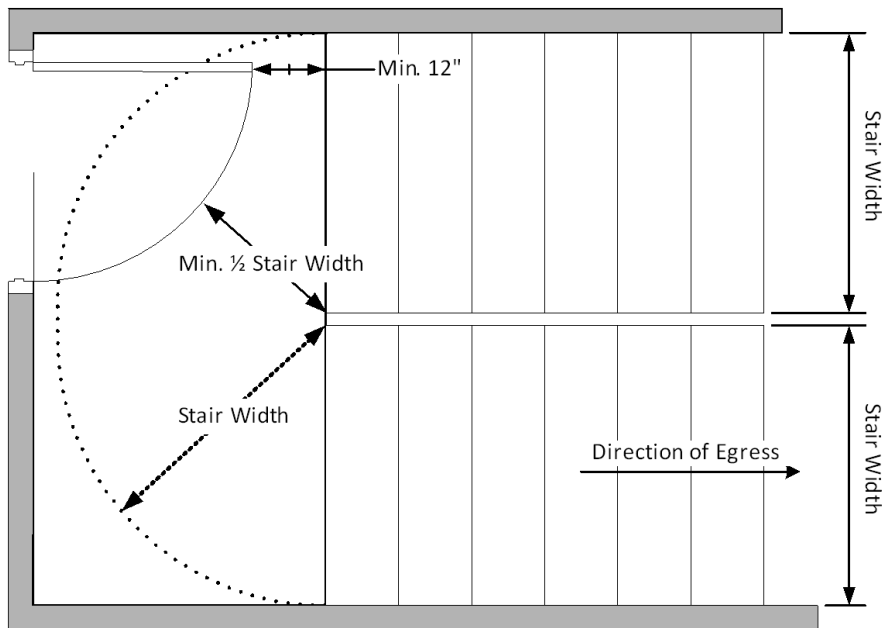 Min. 12"
Stair Width
Min. ½ Stair Width
Stair Width
Direction of Egress
Stair Width